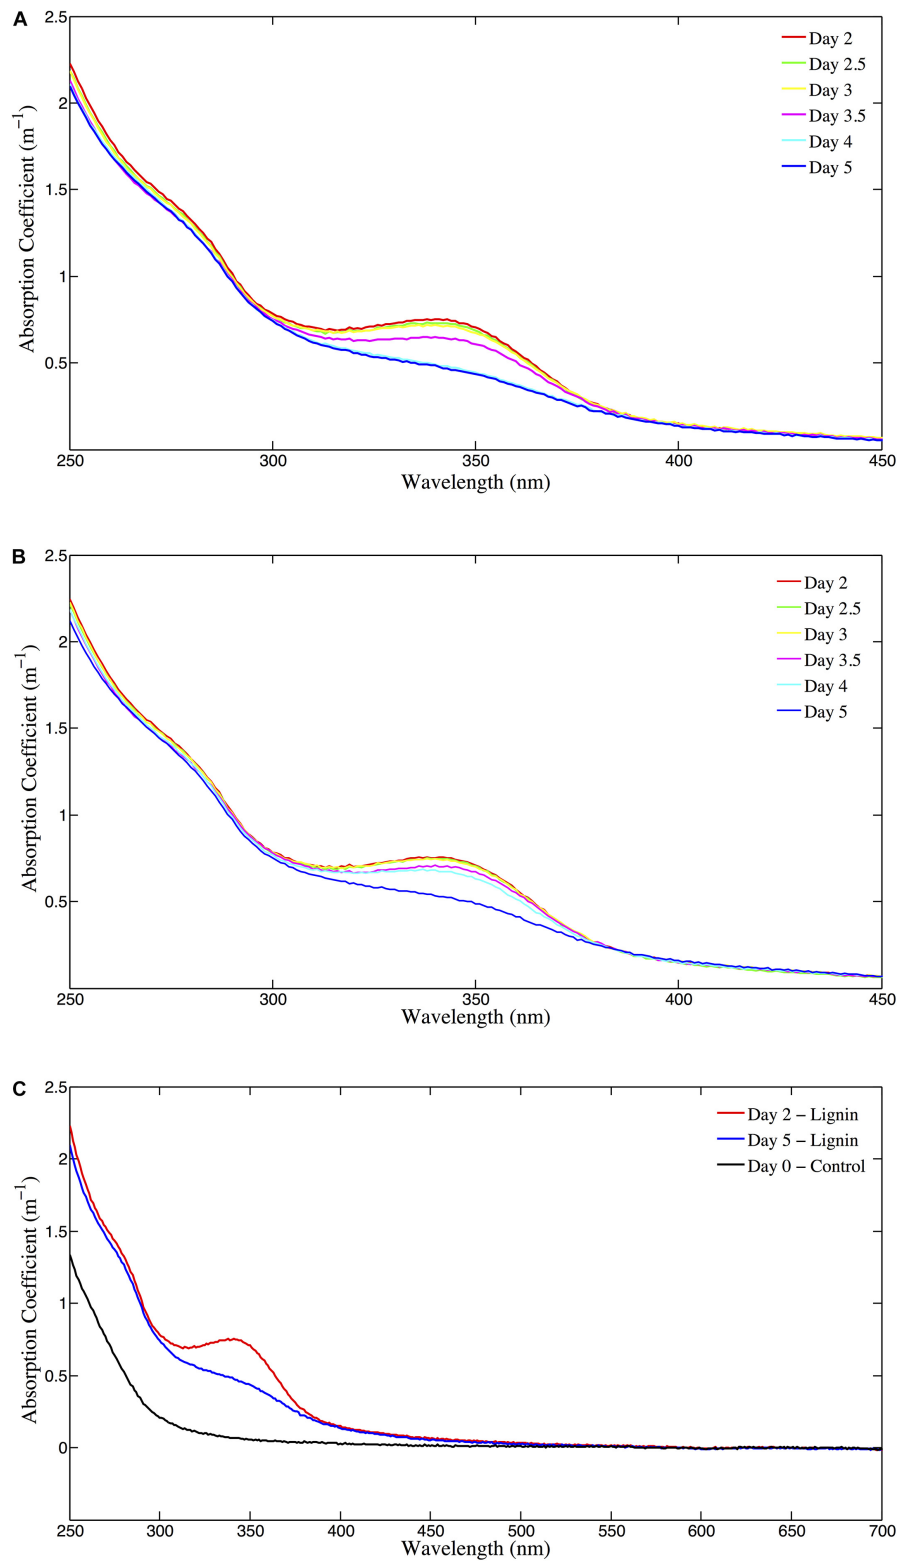 A
2.5
2
1.5
1
0.5
250
300
350
400
450
Absorption Coefficient (m−1)
Wavelength (nm)
Day 2
Day 2.5
Day 3
Day 3.5
Day 4
Day 5
B
2.5
2
1.5
1
0.5
250
300
350
400
450
Absorption Coefficient (m−1)
Wavelength (nm)
Day 2
Day 2.5
Day 3
Day 3.5
Day 4
Day 5
C
2.5
2
1.5
1
0.5
0
250
300
350
400
450
500
550
600
650
700
Absorption Coefficient (m−1)
Wavelength (nm)
Day 2 − Lignin
Day 5 − Lignin
Day 0 − Control